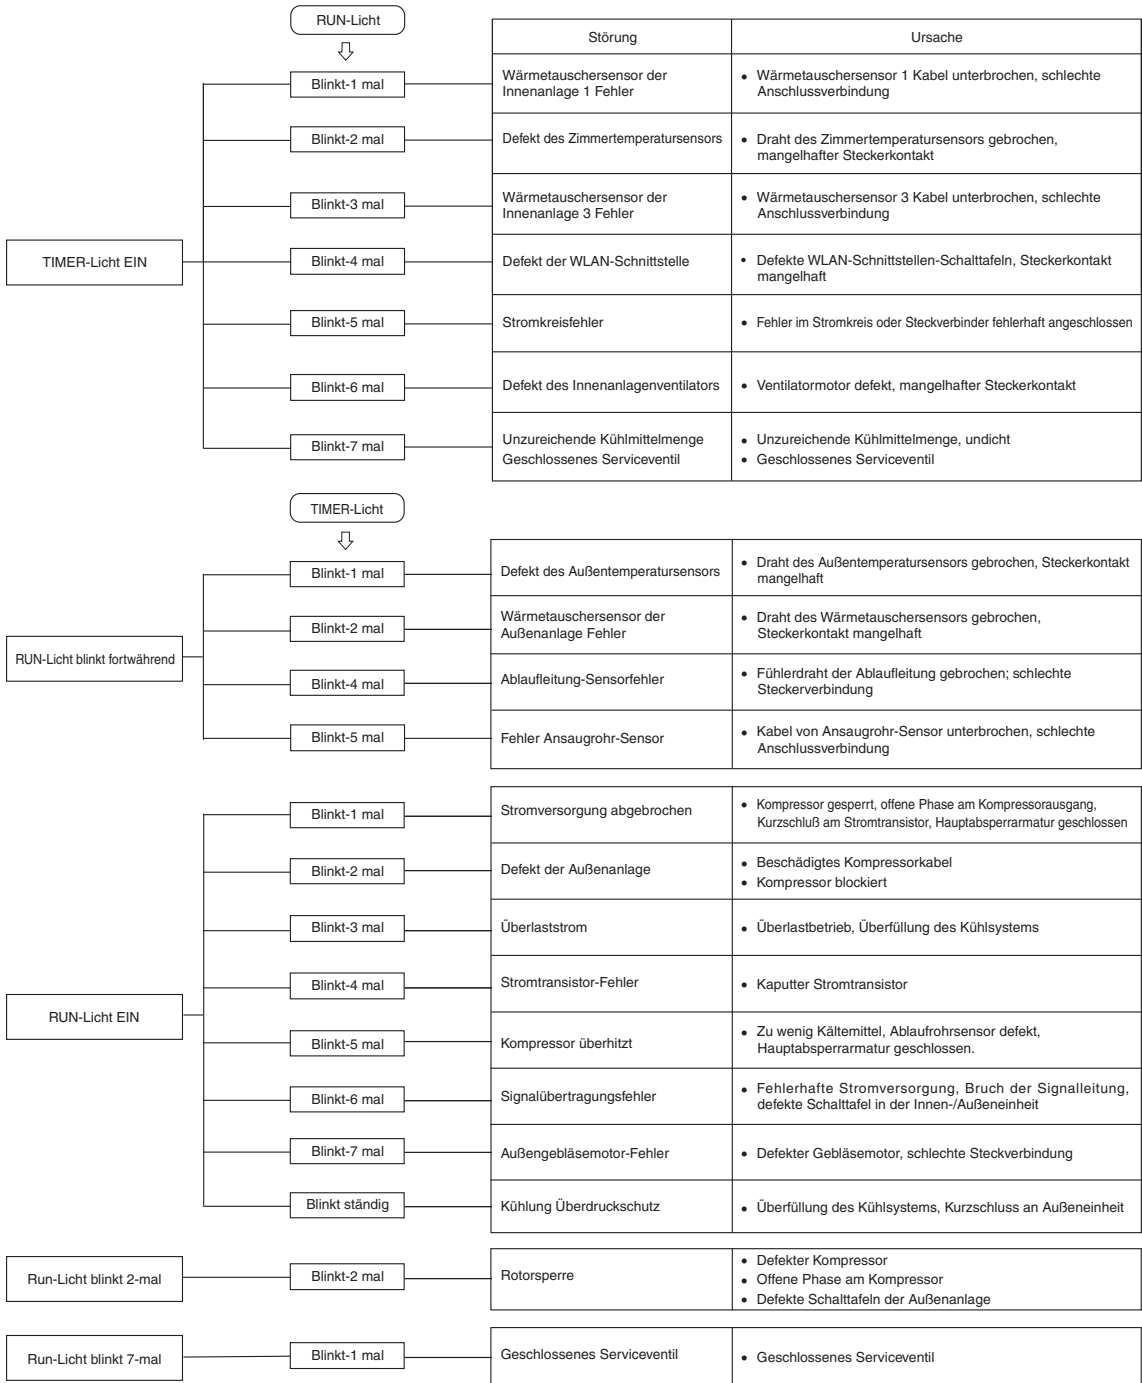 RUN-Licht
Störung
Ursache
TIMER-Licht EIN
Blinkt-1 mal
Wärmetauschersensor der
Innenanlage 1 Fehler
• Wärmetauschersensor 1 Kabel unterbrochen, schlechte
Anschlussverbindung
Blinkt-2 mal
Defekt des Zimmertemperatursensors
• Draht des Zimmertemperatursensors gebrochen,
mangelhafter Steckerkontakt
Blinkt-3 mal
Wärmetauschersensor der
Innenanlage 3 Fehler
• Wärmetauschersensor 3 Kabel unterbrochen, schlechte
Anschlussverbindung
Blinkt-4 mal
Defekt der WLAN-Schnittstelle
• Defekte WLAN-Schnittstellen-Schalttafeln, Steckerkontakt
mangelhaft
Blinkt-5 mal
Stromkreisfehler
• Fehler im Stromkreis oder Steckverbinder fehlerhaft angeschlossen
Blinkt-6 mal
Defekt des Innenanlagenventilators
• Ventilatormotor defekt, mangelhafter Steckerkontakt
Blinkt-7 mal
Unzureichende Kühlmittelmenge
Geschlossenes Serviceventil
• Unzureichende Kühlmittelmenge, undicht
• Geschlossenes Serviceventil
TIMER-Licht
RUN-Licht blinkt fortwährend
Blinkt-1 mal
Defekt des Außentemperatursensors
• Draht des Außentemperatursensors gebrochen, Steckerkontakt
mangelhaft
Blinkt-2 mal
Wärmetauschersensor der
Außenanlage Fehler
• Draht des Wärmetauschersensors gebrochen,
Steckerkontakt mangelhaft
Blinkt-4 mal
Ablaufleitung-Sensorfehler
• Fühlerdraht der Ablaufleitung gebrochen; schlechte
Steckerverbindung
Blinkt-5 mal
Fehler Ansaugrohr-Sensor
• Kabel von Ansaugrohr-Sensor unterbrochen, schlechte
Anschlussverbindung
RUN-Licht EIN
Blinkt-1 mal
Stromversorgung abgebrochen
• Kompressor gesperrt, offene Phase am Kompressorausgang,
Kurzschluß am Stromtransistor, Hauptabsperrarmatur geschlossen
Blinkt-2 mal
Defekt der Außenanlage
• Beschädigtes Kompressorkabel
• Kompressor blockiert
Blinkt-3 mal
Überlaststrom
• Überlastbetrieb, Überfüllung des Kühlsystems
Blinkt-4 mal
Stromtransistor-Fehler
• Kaputter Stromtransistor
Blinkt-5 mal
Kompressor überhitzt
• Zu wenig Kältemittel, Ablaufrohrsensor defekt,
Hauptabsperrarmatur geschlossen.
Blinkt-6 mal
Signalübertragungsfehler
• Fehlerhafte Stromversorgung, Bruch der Signalleitung,
defekte Schalttafel in der Innen-/Außeneinheit
Blinkt-7 mal
Außengebläsemotor-Fehler
• Defekter Gebläsemotor, schlechte Steckverbindung
Blinkt ständig
Kühlung Überdruckschutz
• Überfüllung des Kühlsystems, Kurzschluss an Außeneinheit
Run-Licht blinkt 2-mal
Blinkt-2 mal
Rotorsperre
• Defekter Kompressor
• Offene Phase am Kompressor
• Defekte Schalttafeln der Außenanlage
Run-Licht blinkt 7-mal
Blinkt-1 mal
Geschlossenes Serviceventil
• Geschlossenes Serviceventil